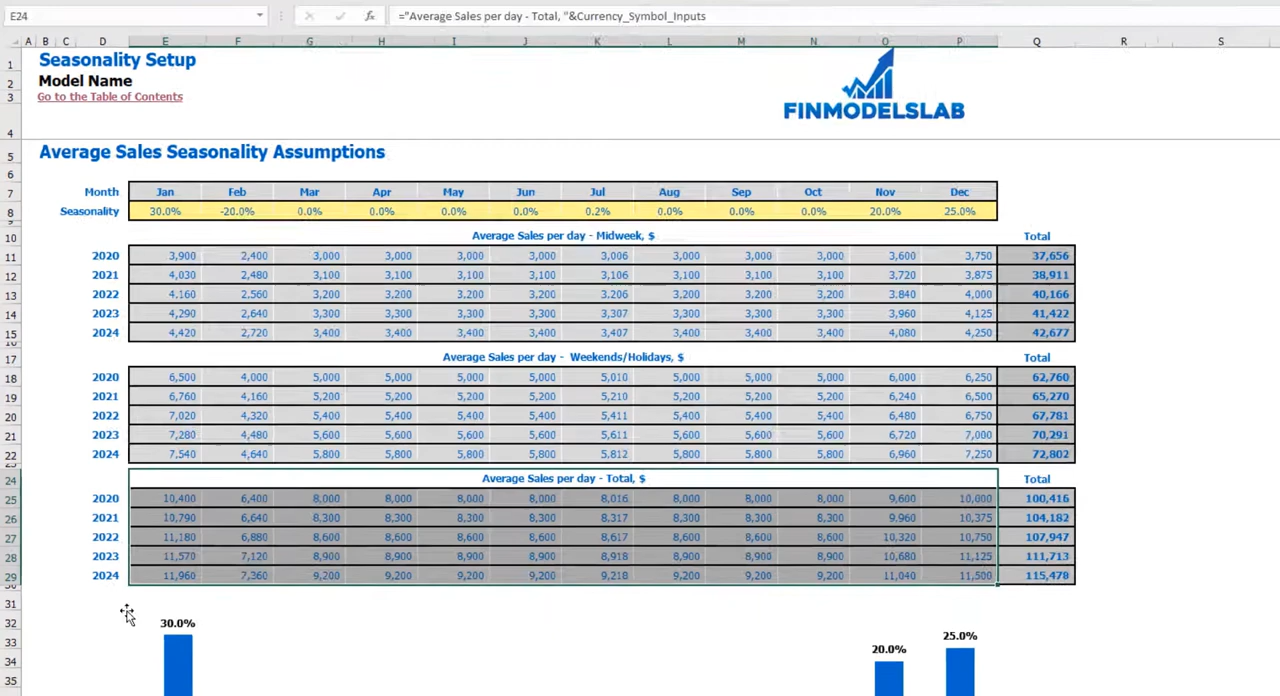 E24 ="Average Sales per day - Total, "&Currency_Symbol_Inputs
A B C D E F G H I J K L M N O P Q R S
1 Seasonality Setup
2 Model Name
3 Go to the Table of Contents
FINMODELSLAB
4
5 Average Sales Seasonality Assumptions
6
7 Month Jan Feb Mar Apr May Jun Jul Aug Sep Oct Nov Dec
8 Seasonality 30.0% -20.0% 0.0% 0.0% 0.0% 0.0% 0.2% 0.0% 0.0% 0.0% 20.0% 25.0%
9
10 Average Sales per day - Midweek, $ Total
11 2020 3,900 2,400 3,000 3,000 3,000 3,000 3,006 3,000 3,000 3,000 3,600 3,750 37,656
12 2021 4,030 2,480 3,100 3,100 3,100 3,100 3,106 3,100 3,100 3,100 3,720 3,875 38,911
13 2022 4,160 2,560 3,200 3,200 3,200 3,200 3,206 3,200 3,200 3,200 3,840 4,000 40,166
14 2023 4,290 2,640 3,300 3,300 3,300 3,300 3,307 3,300 3,300 3,300 3,960 4,125 41,422
15 2024 4,420 2,720 3,400 3,400 3,400 3,400 3,407 3,400 3,400 3,400 4,080 4,250 42,677
16
17 Average Sales per day - Weekends/Holidays, $ Total
18 2020 6,500 4,000 5,000 5,000 5,000 5,000 5,010 5,000 5,000 5,000 6,000 6,250 62,760
19 2021 6,760 4,160 5,200 5,200 5,200 5,200 5,210 5,200 5,200 5,200 6,240 6,500 65,270
20 2022 7,020 4,320 5,400 5,400 5,400 5,400 5,411 5,400 5,400 5,400 6,480 6,750 67,781
21 2023 7,280 4,480 5,600 5,600 5,600 5,600 5,611 5,600 5,600 5,600 6,720 7,000 70,291
22 2024 7,540 4,640 5,800 5,800 5,800 5,800 5,812 5,800 5,800 5,800 6,960 7,250 72,802
23
24 Average Sales per day - Total, $ Total
25 2020 10,400 6,400 8,000 8,000 8,000 8,000 8,016 8,000 8,000 8,000 9,600 10,000 100,416
26 2021 10,790 6,640 8,300 8,300 8,300 8,300 8,317 8,300 8,300 8,300 9,960 10,375 104,182
27 2022 11,180 6,880 8,600 8,600 8,600 8,600 8,617 8,600 8,600 8,600 10,320 10,750 107,947
28 2023 11,570 7,120 8,900 8,900 8,900 8,900 8,918 8,900 8,900 8,900 10,680 11,125 111,713
29 2024 11,960 7,360 9,200 9,200 9,200 9,200 9,218 9,200 9,200 9,200 11,040 11,500 115,478
30
31
32 30.0%
33 25.0%
34 20.0%
35